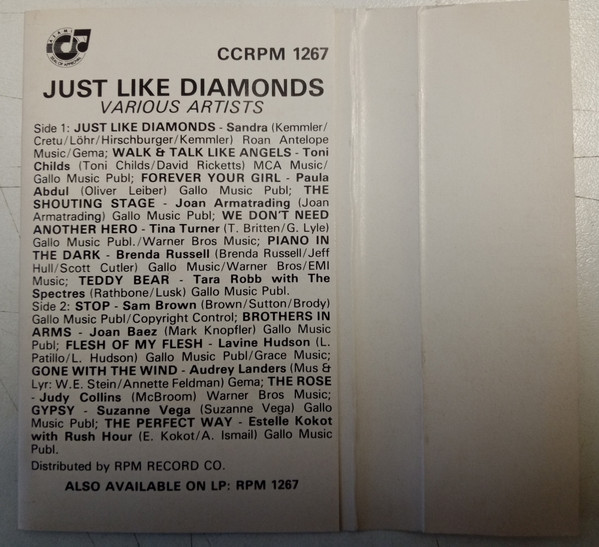 CCRPM 1267
JUST LIKE DIAMONDS
VARIOUS ARTISTS
Side 1: JUST LIKE DIAMONDS - Sandra (Kemmler/
Cretu/Löhr/Hirschburger/Kemmler) Roan Antelope
Music/Gema; WALK & TALK LIKE ANGELS - Toni
Childs (Toni Childs/David Ricketts) MCA Music/
Gallo Music Publ; FOREVER YOUR GIRL - Paula
Abdul (Oliver Leiber) Gallo Music Publ; THE
SHOUTING STAGE - Joan Armatrading (Joan
Armatrading) Gallo Music Publ; WE DON'T NEED
ANOTHER HERO - Tina Turner (T. Britten/G. Lyle)
Gallo Music Publ./Warner Bros Music; PIANO IN
THE DARK - Brenda Russell (Brenda Russell/Jeff
Hull/Scott Cutler) Gallo Music/Warner Bros/EMI
Music; TEDDY BEAR - Tara Robb with The
Spectres (Rathbone/Lusk) Gallo Music Publ.
Side 2: STOP - Sam Brown (Brown/Sutton/Brody)
Gallo Music Publ/Copyright Control; BROTHERS IN
ARMS - Joan Baez (Mark Knopfler) Gallo Music
Publ; FLESH OF MY FLESH - Lavine Hudson (L.
Patillo/L. Hudson) Gallo Music Publ/Grace Music;
GONE WITH THE WIND - Audrey Landers (Mus &
Lyr: W.E. Stein/Annette Feldman) Gema; THE ROSE
- Judy Collins (McBroom) Warner Bros Music;
GYPSY - Suzanne Vega (Suzanne Vega) Gallo
Music Publ; THE PERFECT WAY - Estelle Kokot
with Rush Hour (E. Kokot/A. Ismail) Gallo Music
Publ.
Distributed by RPM RECORD CO.
ALSO AVAILABLE ON LP: RPM 1267